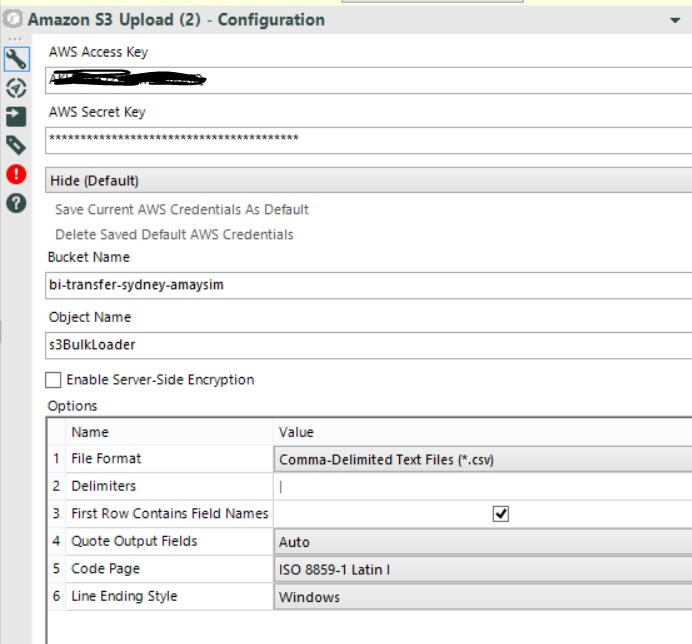 Amazon S3 Upload (2) - Configuration
AWS Access Key
AWS Secret Key
****************************************
Hide (Default)
Save Current AWS Credentials As Default
Delete Saved Default AWS Credentials
Bucket Name
bi-transfer-sydney-amaysim
Object Name
s3BulkLoader
Enable Server-Side Encryption
Options
Name Value
1 File Format Comma-Delimited Text Files (*.csv)
2 Delimiters |
3 First Row Contains Field Names
4 Quote Output Fields Auto
5 Code Page ISO 8859-1 Latin I
6 Line Ending Style Windows